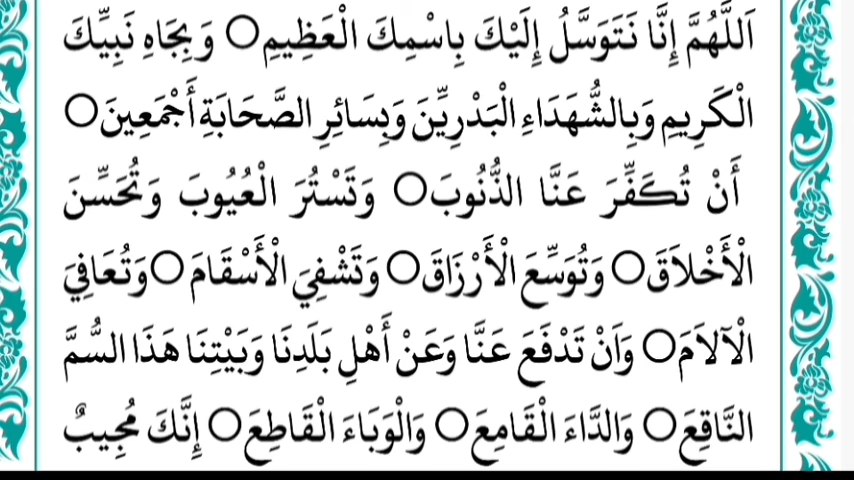 اَللَّهُمَّ إِنَّا نَتَوَسَّلُ إِلَيْكَ بِاسْمِكَ الْعَظِيمِ○ وَبِجَاهِ نَبِيِّكَ
الْكَرِيمِ وَبِالشُّهَدَاءِ الْبَدْرِيِّنَ وَبِسَائِرِ الصَّحَابَةِ أَجْمَعِينَ○
أَنْ تُكَفِّرَ عَنَّا الذُّنُوبَ○ وَتَسْتُرَ الْعُيُوبَ وَتُحَسِّنَ
الْأَخْلَاقَ○ وَتُوَسِّعَ الْأَرْزَاقَ○ وَتَشْفِيَ الْأَسْقَامَ○ وَتُعَافِيَ
الْآلَامَ○ وَاَنْ تَدْفَعَ عَنَّا وَعَنْ أَهْلِ بَلَدِنَا وَبَيْتِنَا هَذَا السُّمَّ
النَّاقِعَ○ وَالدَّاءَ الْقَامِعَ○ وَالْوَبَاءَ الْقَاطِعَ○ إِنَّكَ مُجِيبٌ